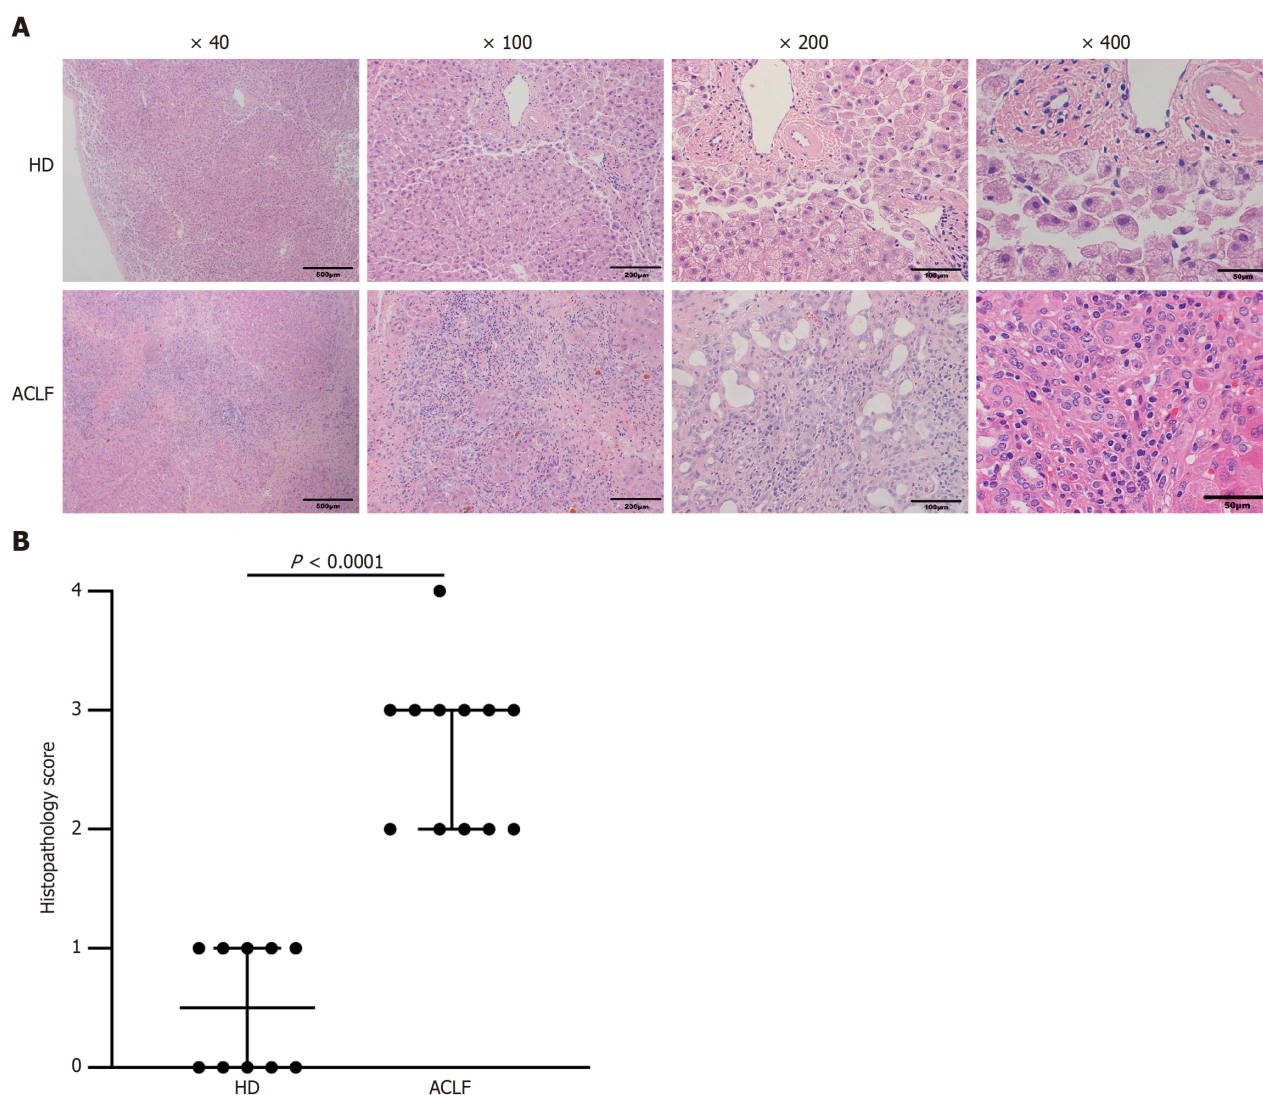 A
× 40
× 100
× 200
× 400
HD
500μm
200μm
100μm
50μm
ACLF
500μm
200μm
100μm
50μm
B
P < 0.0001
4
3
2
1
0
Histopathology score
HD
ACLF